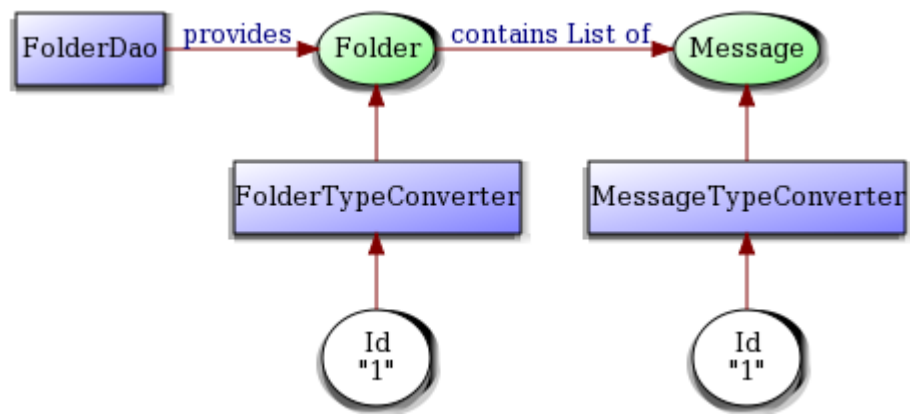 FolderDao
provides
Folder
contains List of
Message
FolderTypeConverter
MessageTypeConverter
Id
"1"
Id
"1"